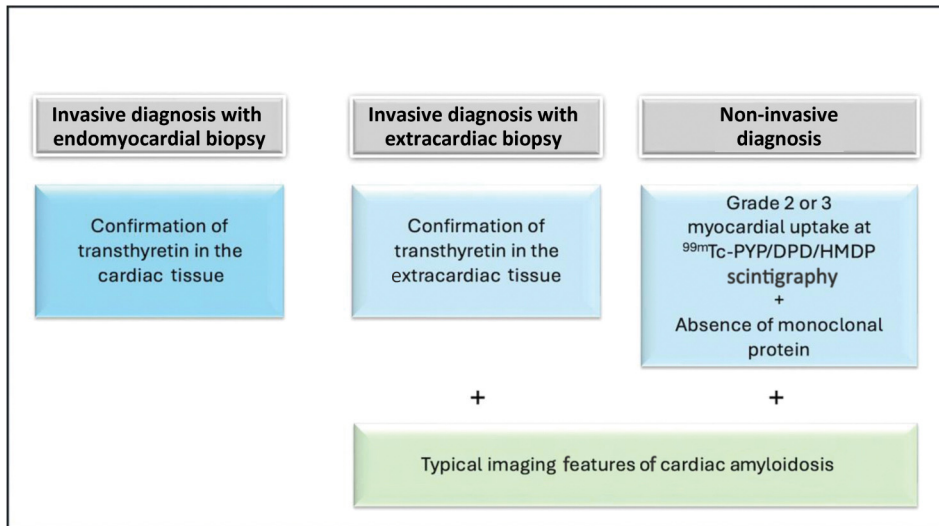 Invasive diagnosis with
endomyocardial biopsy
Confirmation of
transthyretin in the
cardiac tissue
Invasive diagnosis with
extracardiac biopsy
Confirmation of
transthyretin in the
extracardiac tissue
+
Non-invasive
diagnosis
Grade 2 or 3
myocardial uptake at
⁹⁹ᵐTc-PYP/DPD/HMDP
scintigraphy
+
Absence of monoclonal
protein
+
Typical imaging features of cardiac amyloidosis